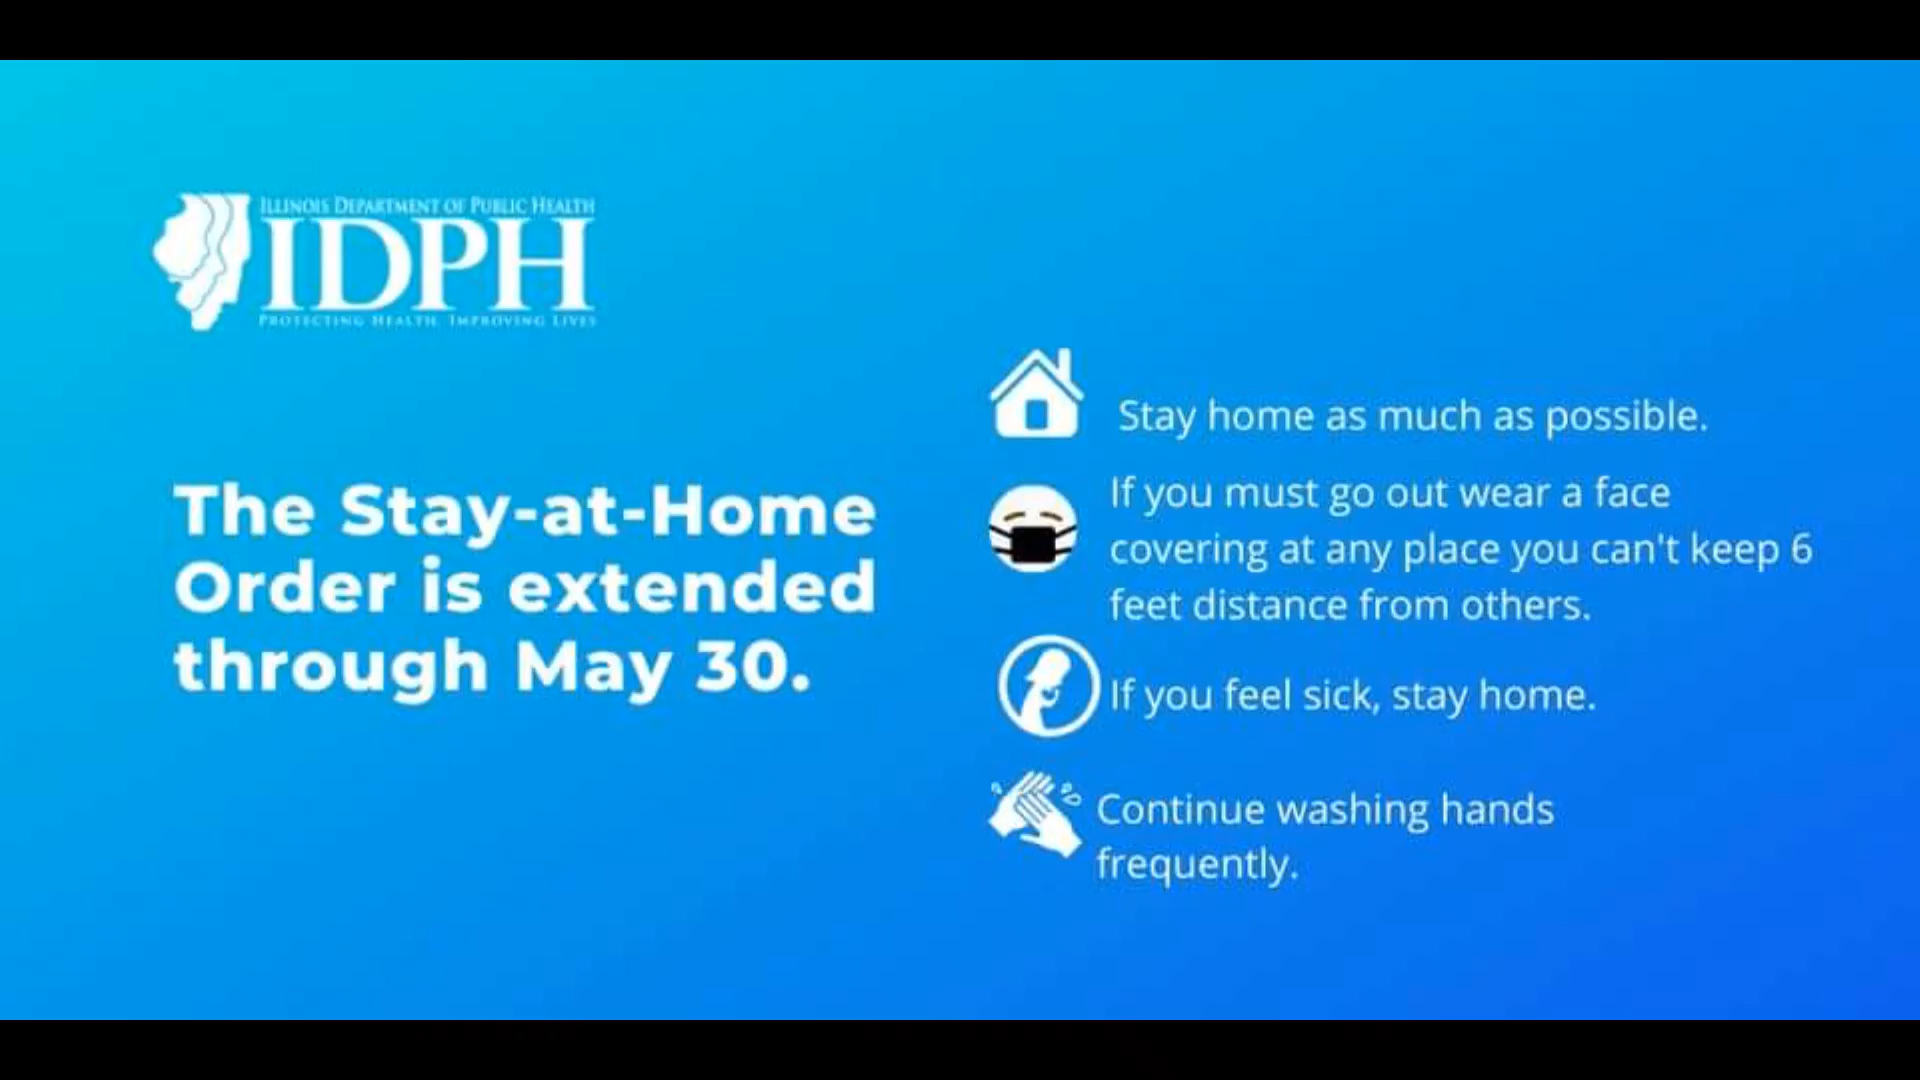 ILLINOIS DEPARTMENT OF PUBLIC HEALTH
IDPH
PROTECTING HEALTH, IMPROVING LIVES
The Stay-at-Home
Order is extended
through May 30.
Stay home as much as possible.
If you must go out wear a face
covering at any place you can't keep 6
feet distance from others.
If you feel sick, stay home.
Continue washing hands
frequently.